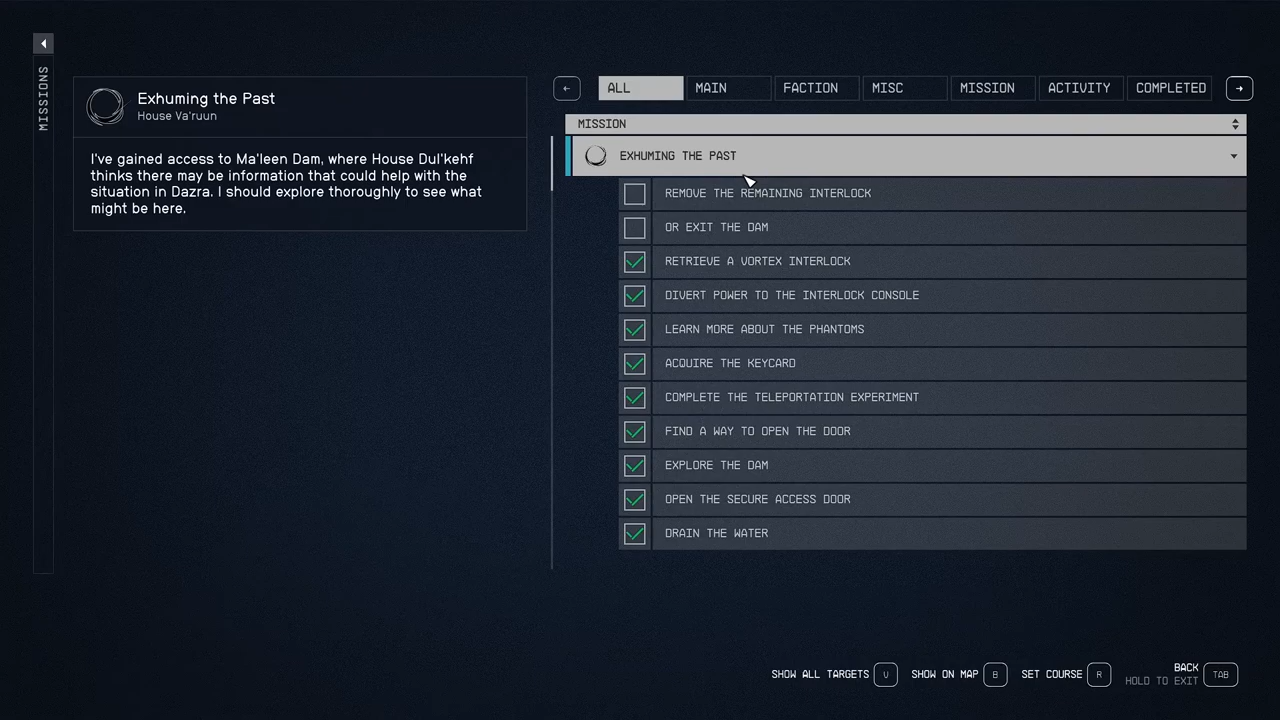 MISSIONS
Exhuming the Past
House Va'ruun
I've gained access to Ma'leen Dam, where House Dul'kehf
thinks there may be information that could help with the
situation in Dazra. I should explore thoroughly to see what
might be here.
ALL MAIN FACTION MISC MISSION ACTIVITY COMPLETED
MISSION
EXHUMING THE PAST
REMOVE THE REMAINING INTERLOCK
OR EXIT THE DAM
RETRIEVE A VORTEX INTERLOCK
DIVERT POWER TO THE INTERLOCK CONSOLE
LEARN MORE ABOUT THE PHANTOMS
ACQUIRE THE KEYCARD
COMPLETE THE TELEPORTATION EXPERIMENT
FIND A WAY TO OPEN THE DOOR
EXPLORE THE DAM
OPEN THE SECURE ACCESS DOOR
DRAIN THE WATER
SHOW ALL TARGETS V SHOW ON MAP B SET COURSE R BACK TAB
HOLD TO EXIT